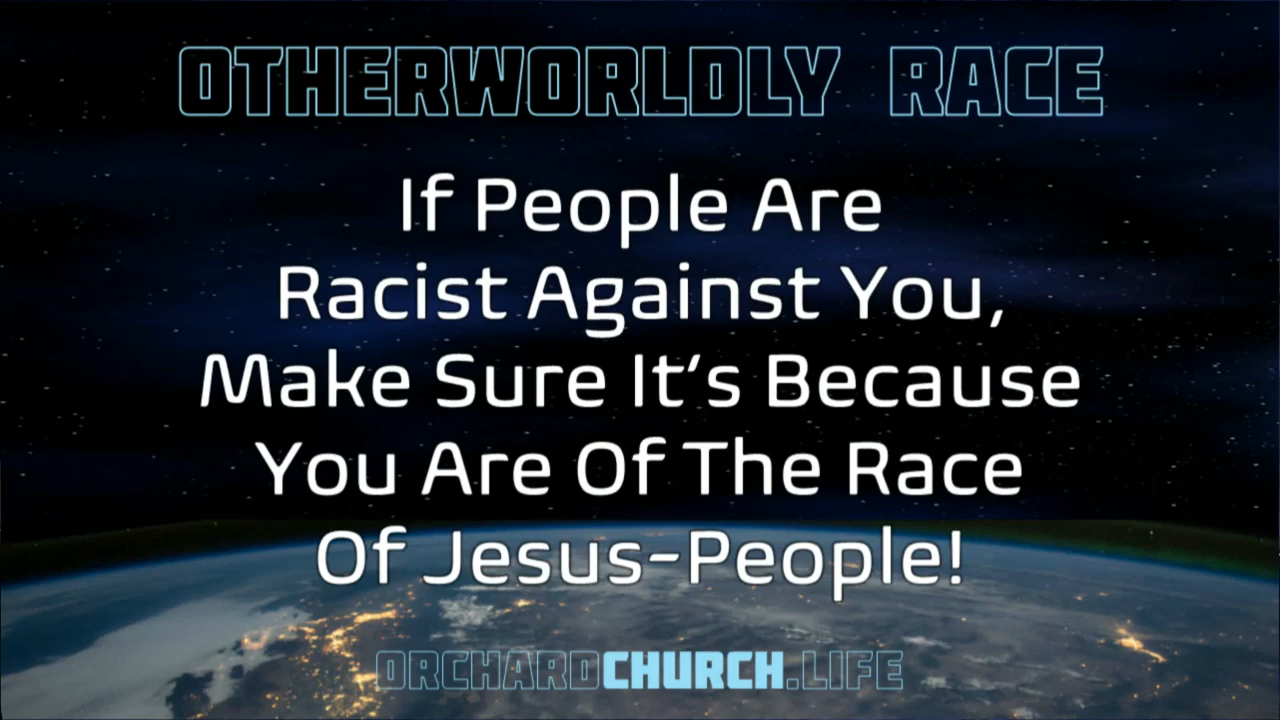 OTHERWORLDLY RACE
If People Are
Racist Against You,
Make Sure It's Because
You Are Of The Race
Of Jesus-People!
ORCHARDCHURCH.LIFE